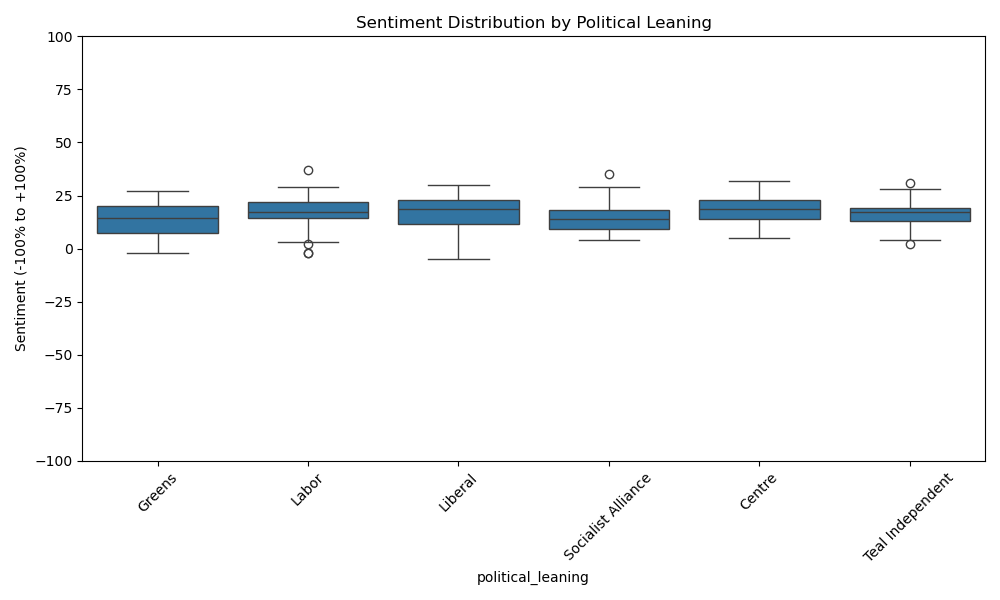 Sentiment Distribution by Political Leaning
Sentiment (-100% to +100%)
100
75
50
25
0
−25
−50
−75
−100
Greens
Labor
Liberal
Socialist Alliance
Centre
Teal Independent
political_leaning